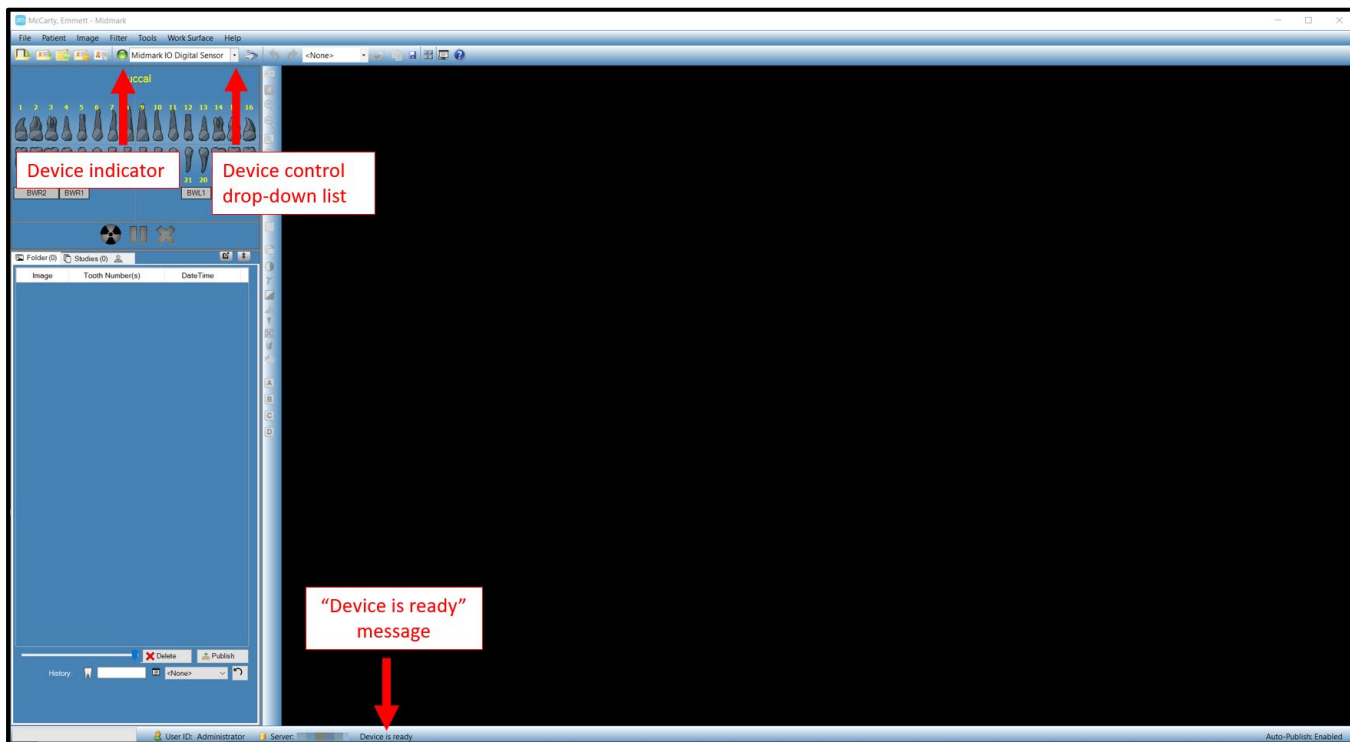 McCarty, Emmett - Midmark
File Patient Image Filter Tools Work Surface Help
Midmark IO Digital Sensor <None>
uccal
1 2 3 4 5 6 7 8 9 10 11 12 13 14 15 16
Device indicator
Device control
drop-down list
21 20
BWR2 BWR1 BWL1
Folder (0) Studies (0)
Image Tooth Number(s) DateTime
A
B
C
D
"Device is ready"
message
Delete Publish
History: <None>
User ID: Administrator Server: Device is ready Auto-Publish: Enabled